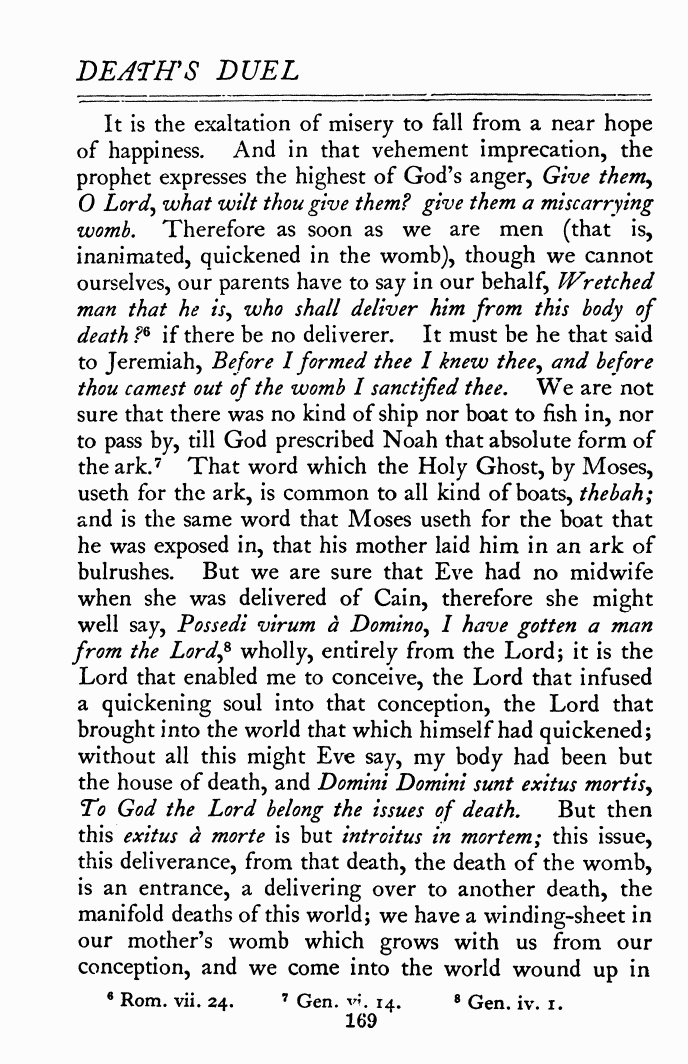 DEATH'S DUEL
It is the exaltation of misery to fall from a near hope
of happiness. And in that vehement imprecation, the
prophet expresses the highest of God's anger, Give them,
O Lord, what wilt thou give them? give them a miscarrying
womb. Therefore as soon as we are men (that is,
inanimated, quickened in the womb), though we cannot
ourselves, our parents have to say in our behalf, Wretched
man that he is, who shall deliver him from this body of
death?⁶ if there be no deliverer. It must be he that said
to Jeremiah, Before I formed thee I knew thee, and before
thou camest out of the womb I sanctified thee. We are not
sure that there was no kind of ship nor boat to fish in, nor
to pass by, till God prescribed Noah that absolute form of
the ark.⁷ That word which the Holy Ghost, by Moses,
useth for the ark, is common to all kind of boats, thebah;
and is the same word that Moses useth for the boat that
he was exposed in, that his mother laid him in an ark of
bulrushes. But we are sure that Eve had no midwife
when she was delivered of Cain, therefore she might
well say, Possedi virum à Domino, I have gotten a man
from the Lord,⁸ wholly, entirely from the Lord; it is the
Lord that enabled me to conceive, the Lord that infused
a quickening soul into that conception, the Lord that
brought into the world that which himself had quickened;
without all this might Eve say, my body had been but
the house of death, and Domini Domini sunt exitus mortis,
To God the Lord belong the issues of death. But then
this exitus à morte is but introitus in mortem; this issue,
this deliverance, from that death, the death of the womb,
is an entrance, a delivering over to another death, the
manifold deaths of this world; we have a winding-sheet in
our mother's womb which grows with us from our
conception, and we come into the world wound up in
⁶ Rom. vii. 24. ⁷ Gen. vi. 14. ⁸ Gen. iv. 1.
169